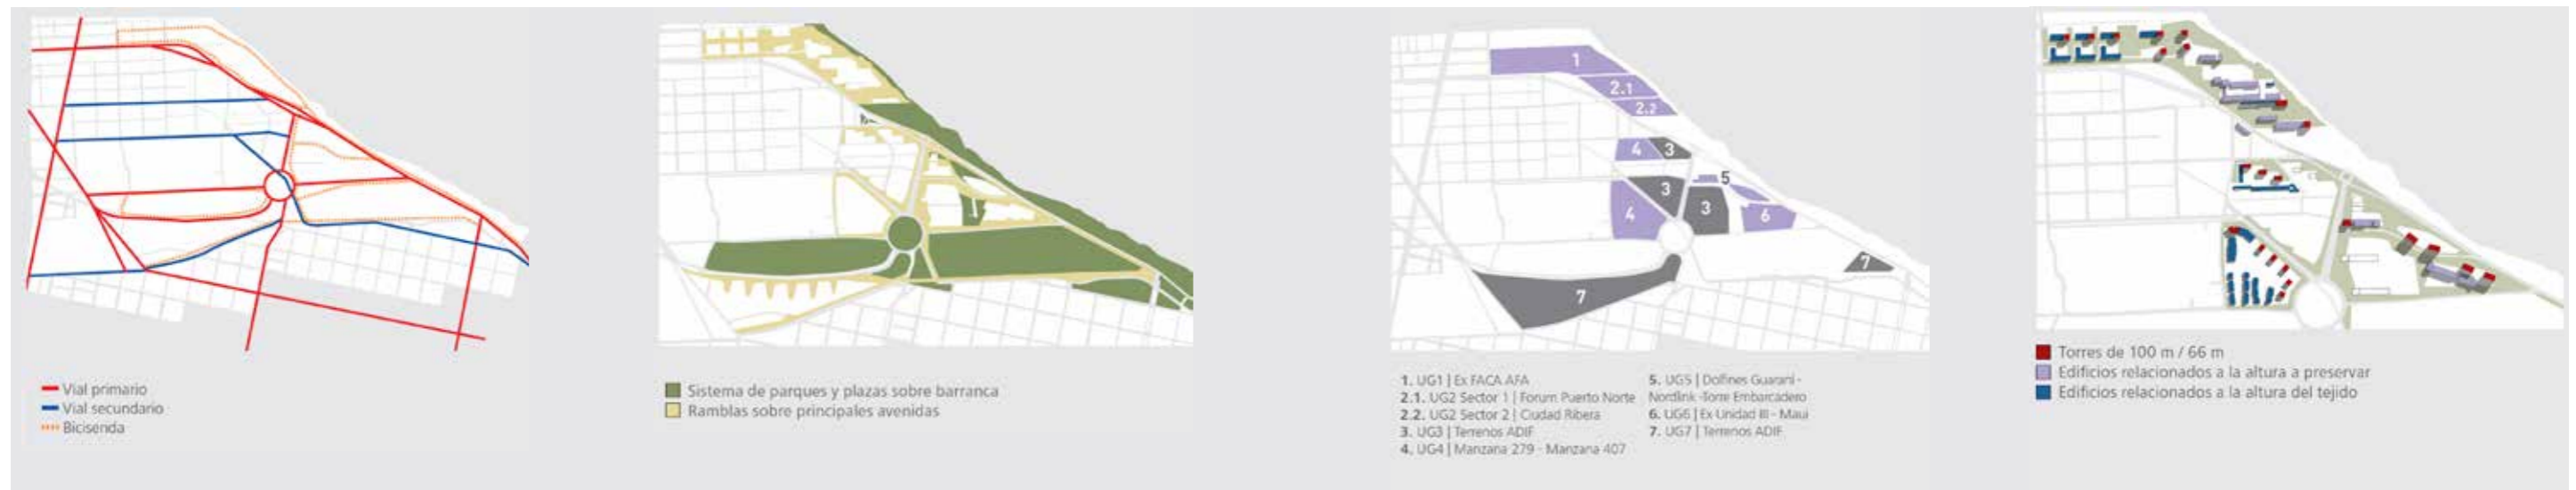 Vial primario
Vial secundario
Bicisenda
Sistema de parques y plazas sobre barranca
Ramblas sobre principales avenidas
1
2.1
2.2
4
3
5
3
4
3
6
7
7
1. UG1 | Ex FACA AFA
2.1. UG2 Sector 1 | Forum Puerto Norte
2.2. UG2 Sector 2 | Ciudad Ribera
3. UG3 | Terrenos ADIF
4. UG4 | Manzana 279 - Manzana 407
5. UG5 | Dolfines Guaraní -
Nordlink -Torre Embarcadero
6. UG6 | Ex Unidad III - Maui
7. UG7 | Terrenos ADIF
Torres de 100 m / 66 m
Edificios relacionados a la altura a preservar
Edificios relacionados a la altura del tejido